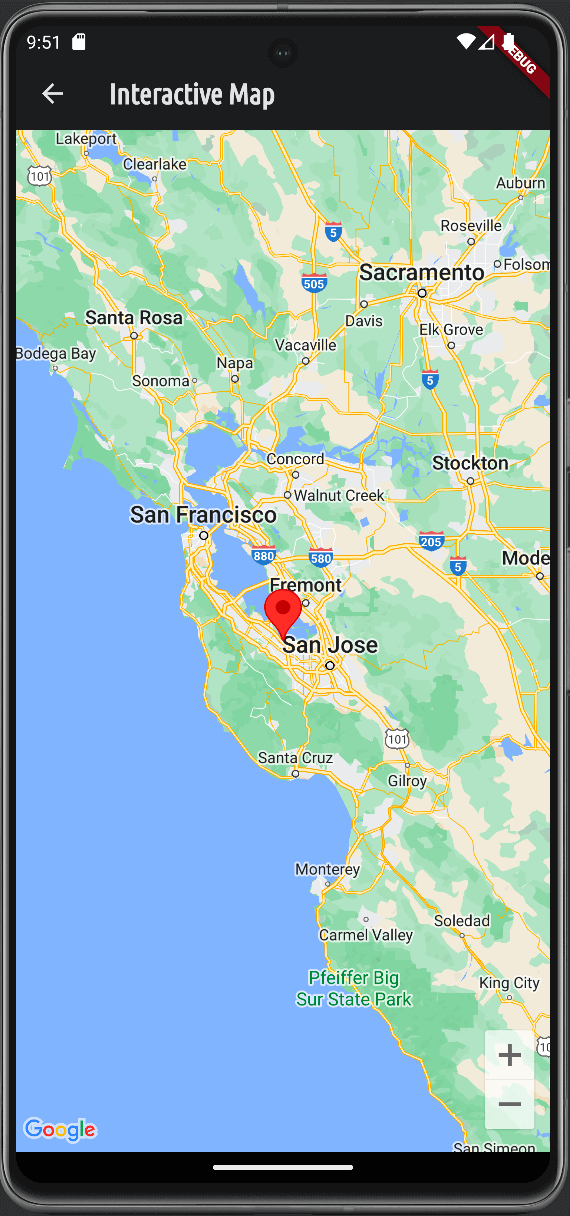 9:51
DEBUG
Interactive Map
Lakeport
Clearlake
101
Auburn
Roseville
5
Sacramento
Folsom
505
Davis
Santa Rosa
Elk Grove
Vacaville
Bodega Bay
Napa
Sonoma
5
Concord
Stockton
Walnut Creek
San Francisco
205
880
580
5
Mode
Fremont
San Jose
101
Santa Cruz
Gilroy
Monterey
Soledad
Carmel Valley
Pfeiffer Big
Sur State Park
King City
10
+
−
Google
San Simeon